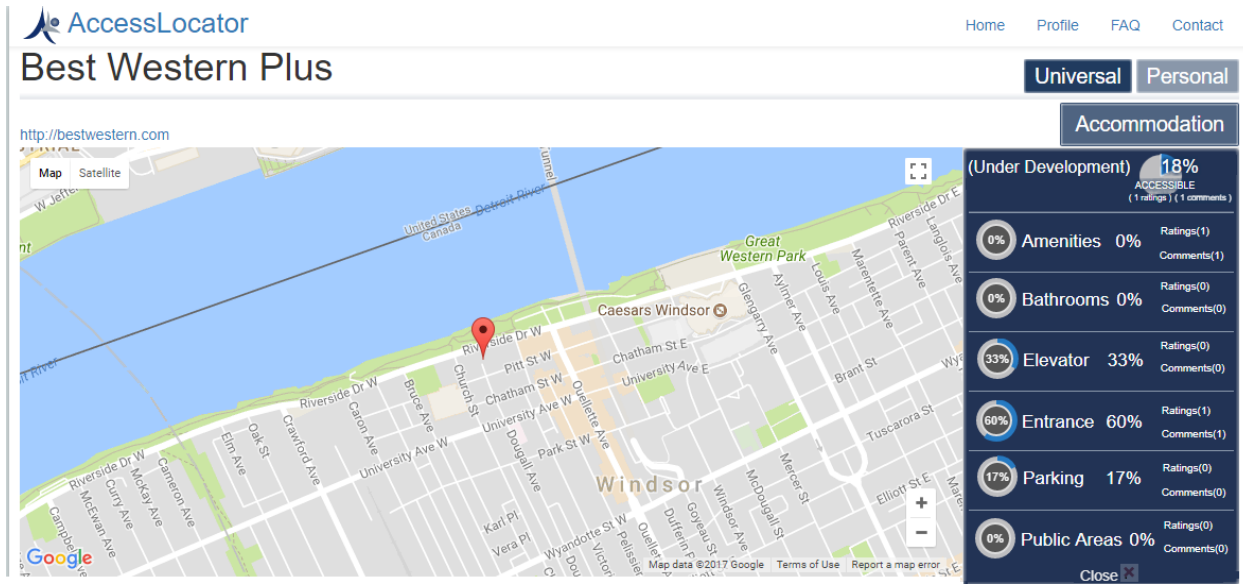 AccessLocator
Home Profile FAQ Contact
Best Western Plus
Universal Personal
Accommodation
http://bestwestern.com
Map Satellite
W Jeffer
Tunnel
United States
Canada
Detroit River
Riverside Dr E
Great
Western Park
Langlois Ave
Parent Ave
Marentette Ave
Louis Ave
Aylmer Ave
Glengarry Ave
Caesars Windsor
Riverside Dr W
Pitt St W
Chatham St E
University Ave E
Chatham St W
Church St
Bruce Ave
Caron Ave
Riverside Dr W
Crawford Ave
Oak St
Elm Ave
University Ave W
University Ave W
Dougall Ave
Park St W
Ouellette Ave
Brant St
Tuscarora St
Mercer St
McDougall St
Elliott St E
Windsor
Windsor Ave
Goyeau St
Dufferin Pl
Pelissier
Victor
Wyandotte St W
Karl Pl
Vera Pl
Riverside Dr W
Cameron Ave
McKay Ave
Curry Ave
McEwan Ave
Campbell
Google
Map data ©2017 Google Terms of Use Report a map error
(Under Development) 18%
ACCESSIBLE
( 1 ratings ) ( 1 comments )
0% Amenities 0% Ratings(1)
Comments(1)
0% Bathrooms 0% Ratings(0)
Comments(0)
33% Elevator 33% Ratings(0)
Comments(0)
60% Entrance 60% Ratings(1)
Comments(1)
17% Parking 17% Ratings(0)
Comments(0)
0% Public Areas 0% Ratings(0)
Comments(0)
Close X